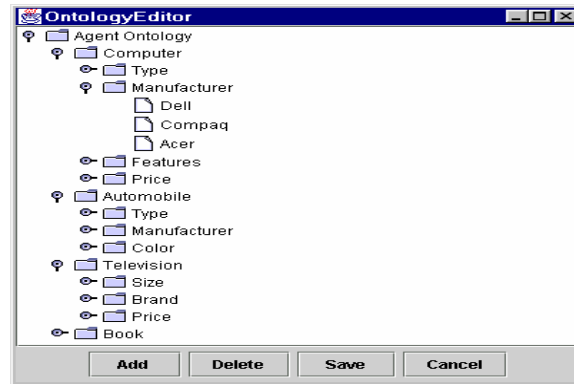 OntologyEditor
Agent Ontology
Computer
Type
Manufacturer
Dell
Compaq
Acer
Features
Price
Automobile
Type
Manufacturer
Color
Television
Size
Brand
Price
Book
Add Delete Save Cancel